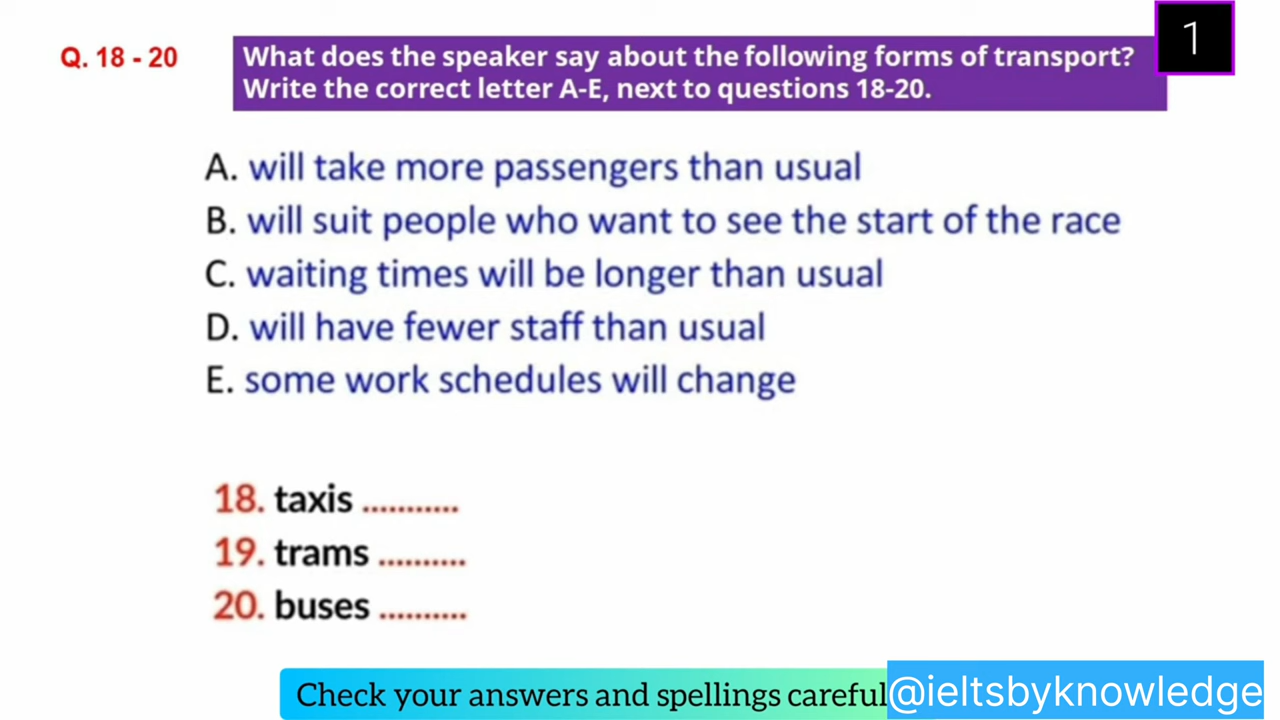 1
Q. 18 - 20
What does the speaker say about the following forms of transport?
Write the correct letter A-E, next to questions 18-20.
A. will take more passengers than usual
B. will suit people who want to see the start of the race
C. waiting times will be longer than usual
D. will have fewer staff than usual
E. some work schedules will change
18. taxis ...........
19. trams ..........
20. buses ..........
Check your answers and spellings careful
@ieltsbyknowledge